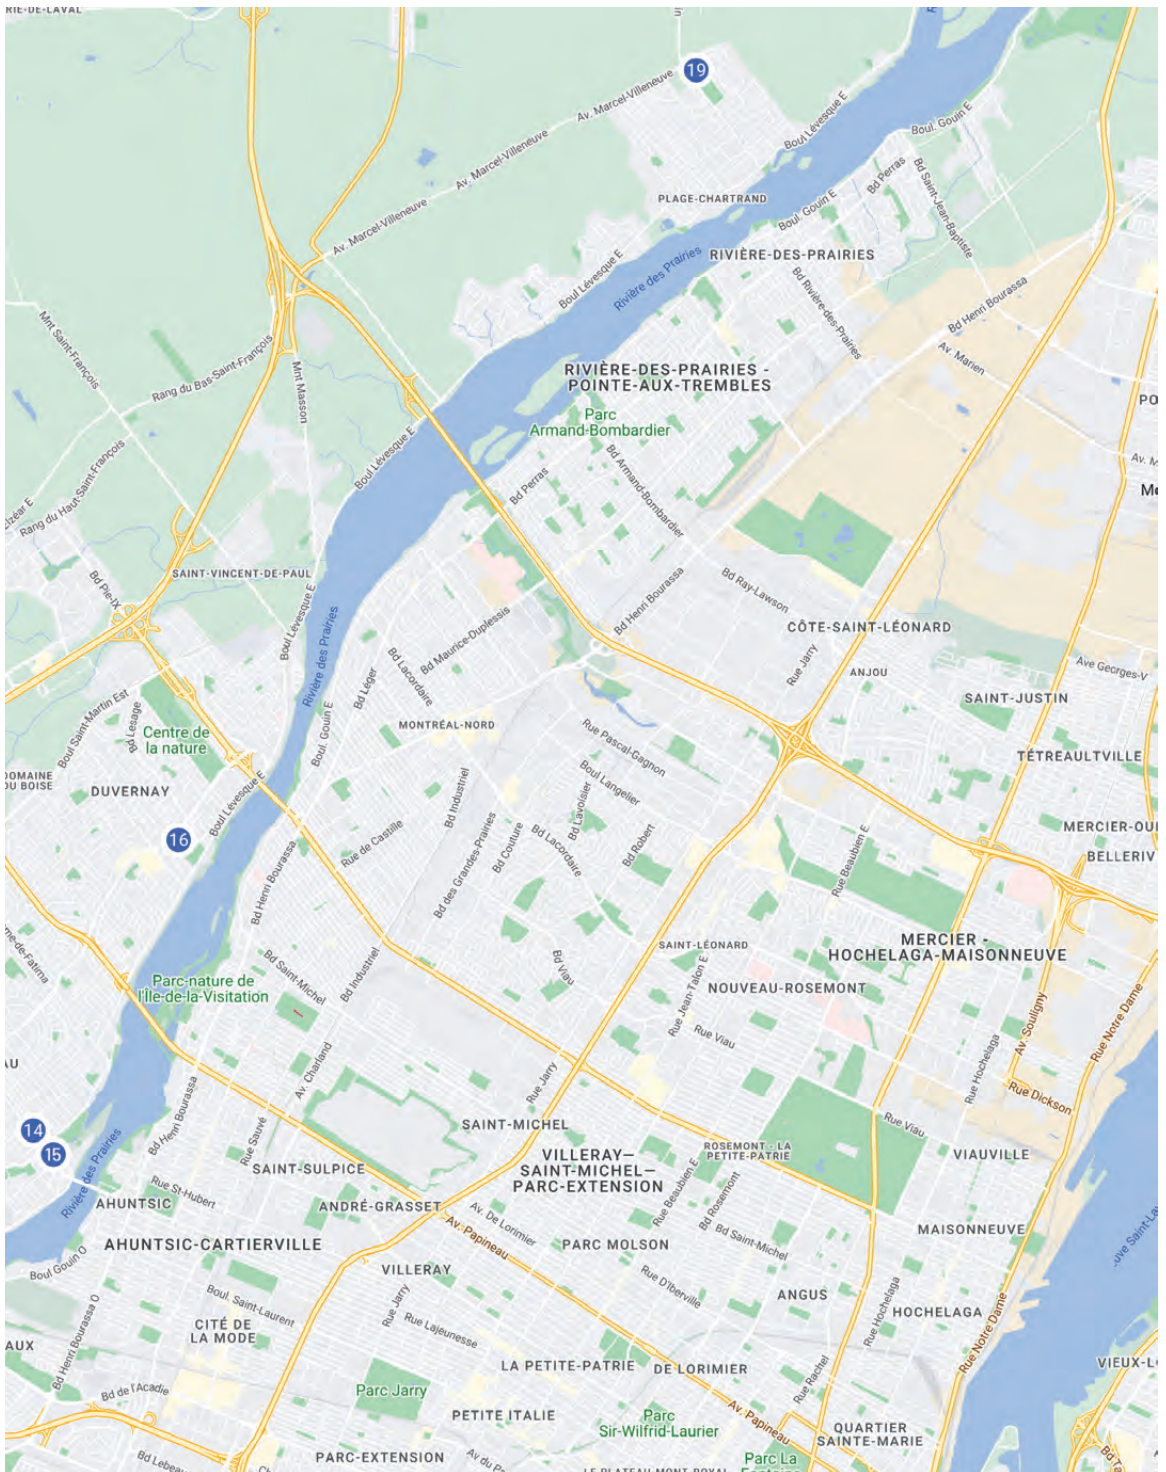 RIE-DE-LAVAL
19
Av. Marcel-Villeneuve
Boul Lévesque E
Boul. Gouin E
Av. Marcel-Villeneuve
Bd Perras
Bd Saint-Jean-Baptiste
PLAGE-CHARTRAND
Av. Marcel-Villeneuve
Boul. Gouin E
RIVIÈRE-DES-PRAIRIES
Boul Lévesque E
Rivière des Prairies
Bd Rivière-des-Prairies
Bd Henri Bourassa
Mnt Saint-François
Rang du Bas-Saint-François
Mnt Masson
Av. Marien
RIVIÈRE-DES-PRAIRIES -
POINTE-AUX-TREMBLES
Parc
Armand-Bombardier
Boul Lévesque E
Rang du Haut-Saint-François
Bd Perras
Bd Armand-Bombardier
SAINT-VINCENT-DE-PAUL
Bd Pie-IX
Boul Lévesque E
Rivière des Prairies
Bd Maurice-Duplessis
Bd Henri Bourassa
Bd Ray-Lawson
CÔTE-SAINT-LÉONARD
Rue Jarry
ANJOU
Ave Georges-V
SAINT-JUSTIN
Bd Léger
Bd Lacordaire
Boul Saint-Martin Est
Bd Lesage
Centre de
la nature
Boul. Gouin E
MONTRÉAL-NORD
Rue Pascal-Gagnon
TÉTREAULTVILLE
DOMAINE
DU BOISE
DUVERNAY
Boul Lévesque E
Boul Langelier
Bd Industriel
Bd Lavoisier
16
Rue de Castille
Bd des Grandes-Prairies
Bd Couture
Bd Lacordaire
Bd Robert
Rue Beaubien E
MERCIER-OU
BELLERIV
Bd Henri Bourassa
SAINT-LÉONARD
MERCIER -
HOCHELAGA-MAISONNEUVE
Bd Saint-Michel
Bd Industriel
Bd Viau
Parc-nature de
l'Île-de-la-Visitation
NOUVEAU-ROSEMONT
Rue Jean-Talon E
Rue Viau
Av. Souligny
Rue Notre Dame
Rue Hochelaga
Rue Dickson
Av. Charland
Rue Jarry
Bd Henri Bourassa
Rue Sauvé
14
15
Rivière des Prairies
SAINT-MICHEL
Rue Viau
ROSEMONT - LA
PETITE-PATRIE
VIAUVILLE
VILLERAY—
SAINT-MICHEL—
PARC-EXTENSION
SAINT-SULPICE
Rue St-Hubert
AHUNTSIC
ANDRÉ-GRASSET
Av. De Lorimier
Rue Beaubien E
Bd Rosemont
Bd Saint-Michel
MAISONNEUVE
AHUNTSIC-CARTIERVILLE
Av. Papineau
PARC MOLSON
Boul Gouin O
VILLERAY
Rue D'Iberville
ANGUS
HOCHELAGA
Boul. Saint-Laurent
Rue Jarry
Rue Hochelaga
Rue Notre Dame
CITÉ DE
LA MODE
Rue Lajeunesse
Bd Henri Bourassa O
AUX
LA PETITE-PATRIE
DE LORIMIER
Rue Rachel
Bd de l'Acadie
Parc Jarry
PETITE ITALIE
Parc
Sir-Wilfrid-Laurier
Av. Papineau
QUARTIER
SAINTE-MARIE
PARC-EXTENSION
Parc La